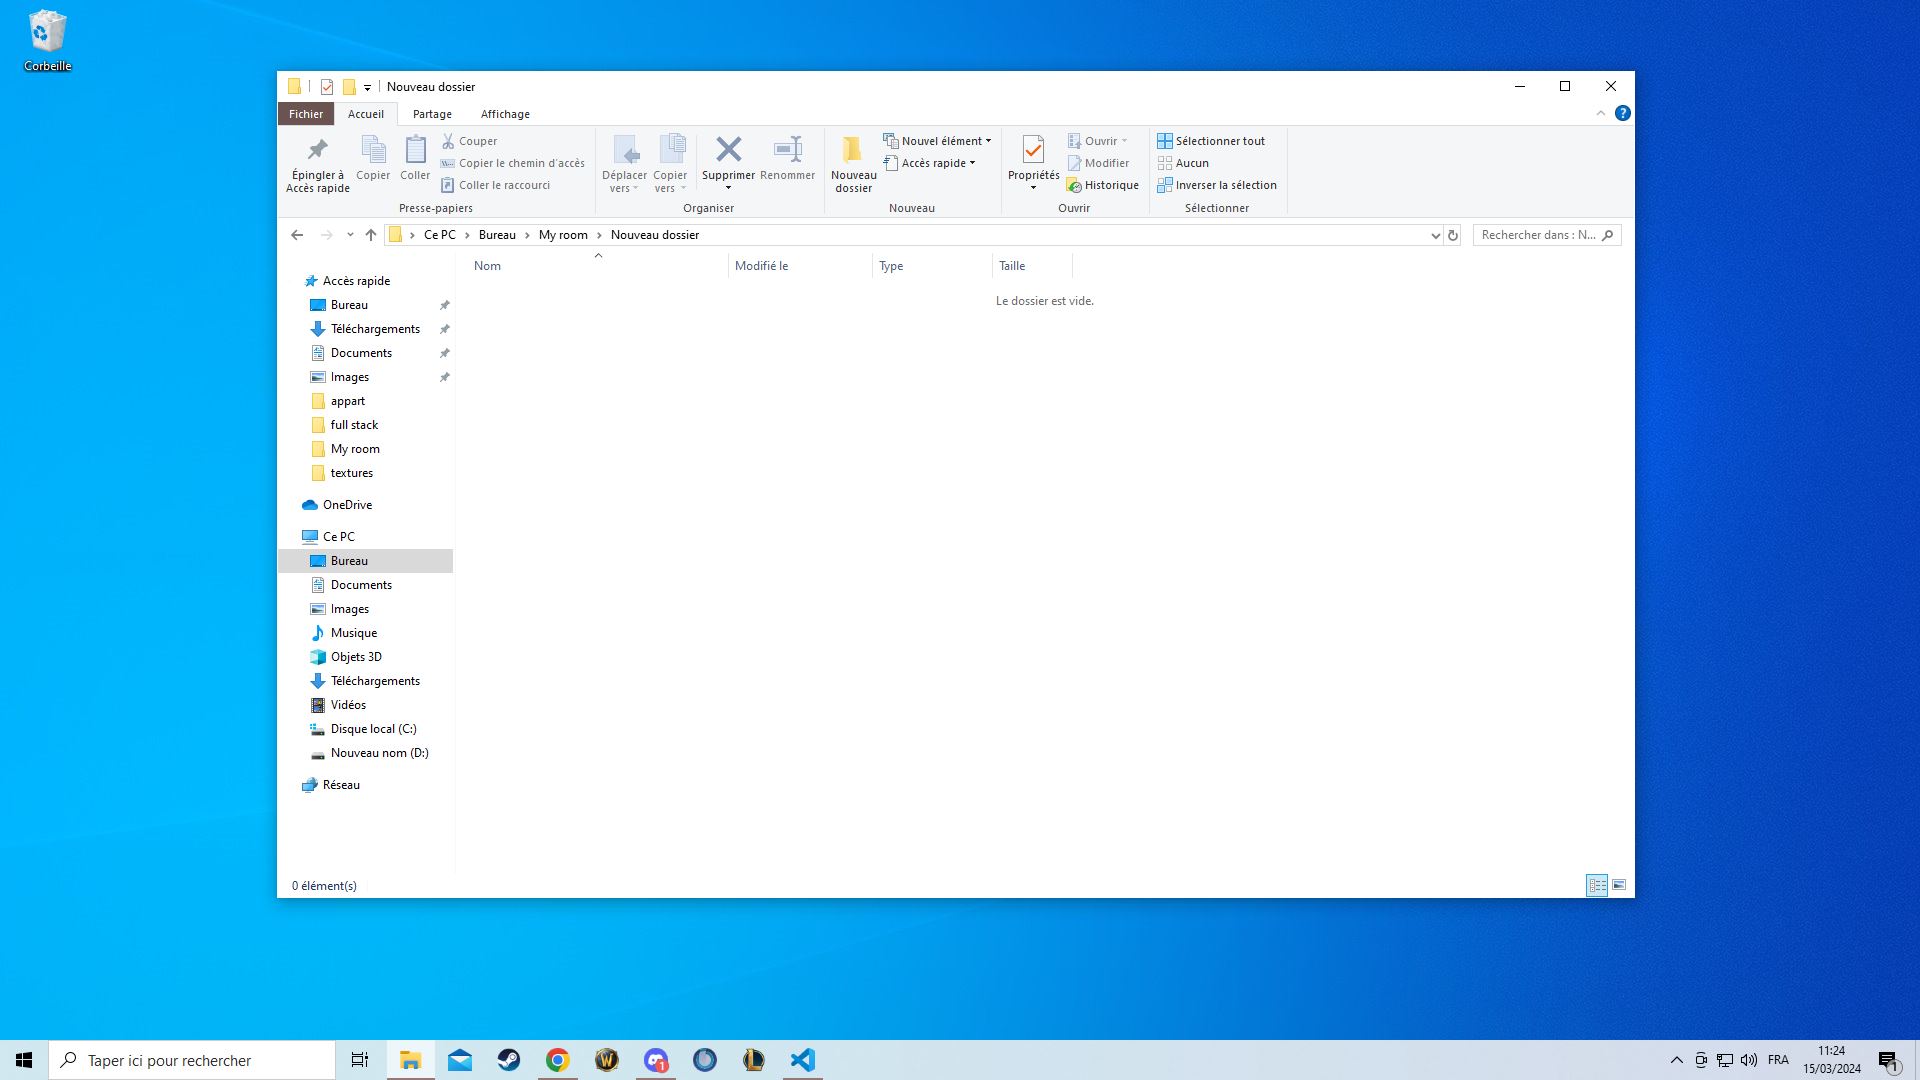 Corbeille
Nouveau dossier
Fichier Accueil Partage Affichage
Épingler à
Accès rapide
Copier
Coller
Couper
Copier le chemin d'accès
Coller le raccourci
Presse-papiers
Déplacer
vers
Copier
vers
Supprimer
Renommer
Organiser
Nouveau
dossier
Nouvel élément
Accès rapide
Nouveau
Propriétés
Ouvrir
Modifier
Historique
Ouvrir
Sélectionner tout
Aucun
Inverser la sélection
Sélectionner
Ce PC Bureau My room Nouveau dossier
Rechercher dans : N...
Nom Modifié le Type Taille
Le dossier est vide.
Accès rapide
Bureau
Téléchargements
Documents
Images
appart
full stack
My room
textures
OneDrive
Ce PC
Bureau
Documents
Images
Musique
Objets 3D
Téléchargements
Vidéos
Disque local (C:)
Nouveau nom (D:)
Réseau
0 élément(s)
Taper ici pour rechercher
1
FRA
11:24
15/03/2024
1